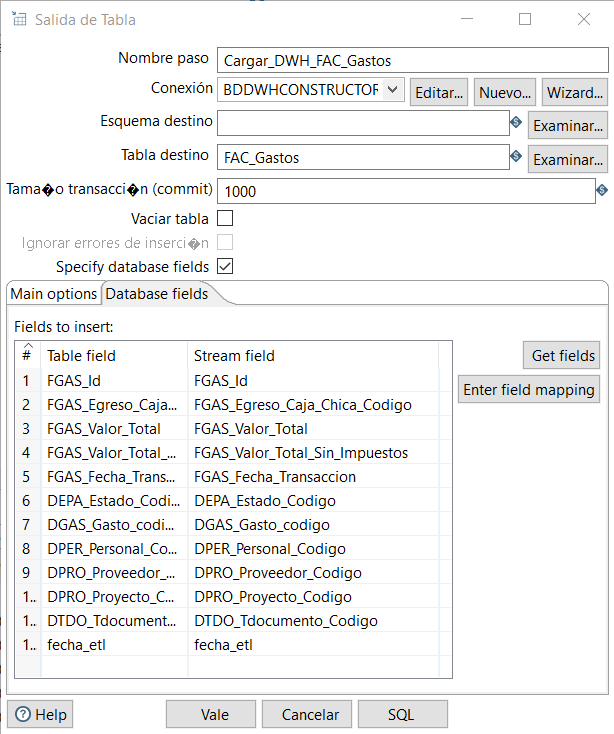 Salida de Tabla
Nombre paso Cargar_DWH_FAC_Gastos
Conexión BDDWHCONSTRUCTOR Editar... Nuevo... Wizard...
Esquema destino Examinar...
Tabla destino FAC_Gastos Examinar...
Tama�o transacci�n (commit) 1000
Vaciar tabla
Ignorar errores de inserci�n
Specify database fields
Main options Database fields
Fields to insert:
# Table field Stream field Get fields
1 FGAS_Id FGAS_Id Enter field mapping
2 FGAS_Egreso_Caja... FGAS_Egreso_Caja_Chica_Codigo
3 FGAS_Valor_Total FGAS_Valor_Total
4 FGAS_Valor_Total_... FGAS_Valor_Total_Sin_Impuestos
5 FGAS_Fecha_Trans... FGAS_Fecha_Transaccion
6 DEPA_Estado_Codi... DEPA_Estado_Codigo
7 DGAS_Gasto_codi... DGAS_Gasto_codigo
8 DPER_Personal_Co... DPER_Personal_Codigo
9 DPRO_Proveedor_... DPRO_Proveedor_Codigo
1.. DPRO_Proyecto_C... DPRO_Proyecto_Codigo
1.. DTDO_Tdocument... DTDO_Tdocumento_Codigo
1.. fecha_etl fecha_etl
Help Vale Cancelar SQL